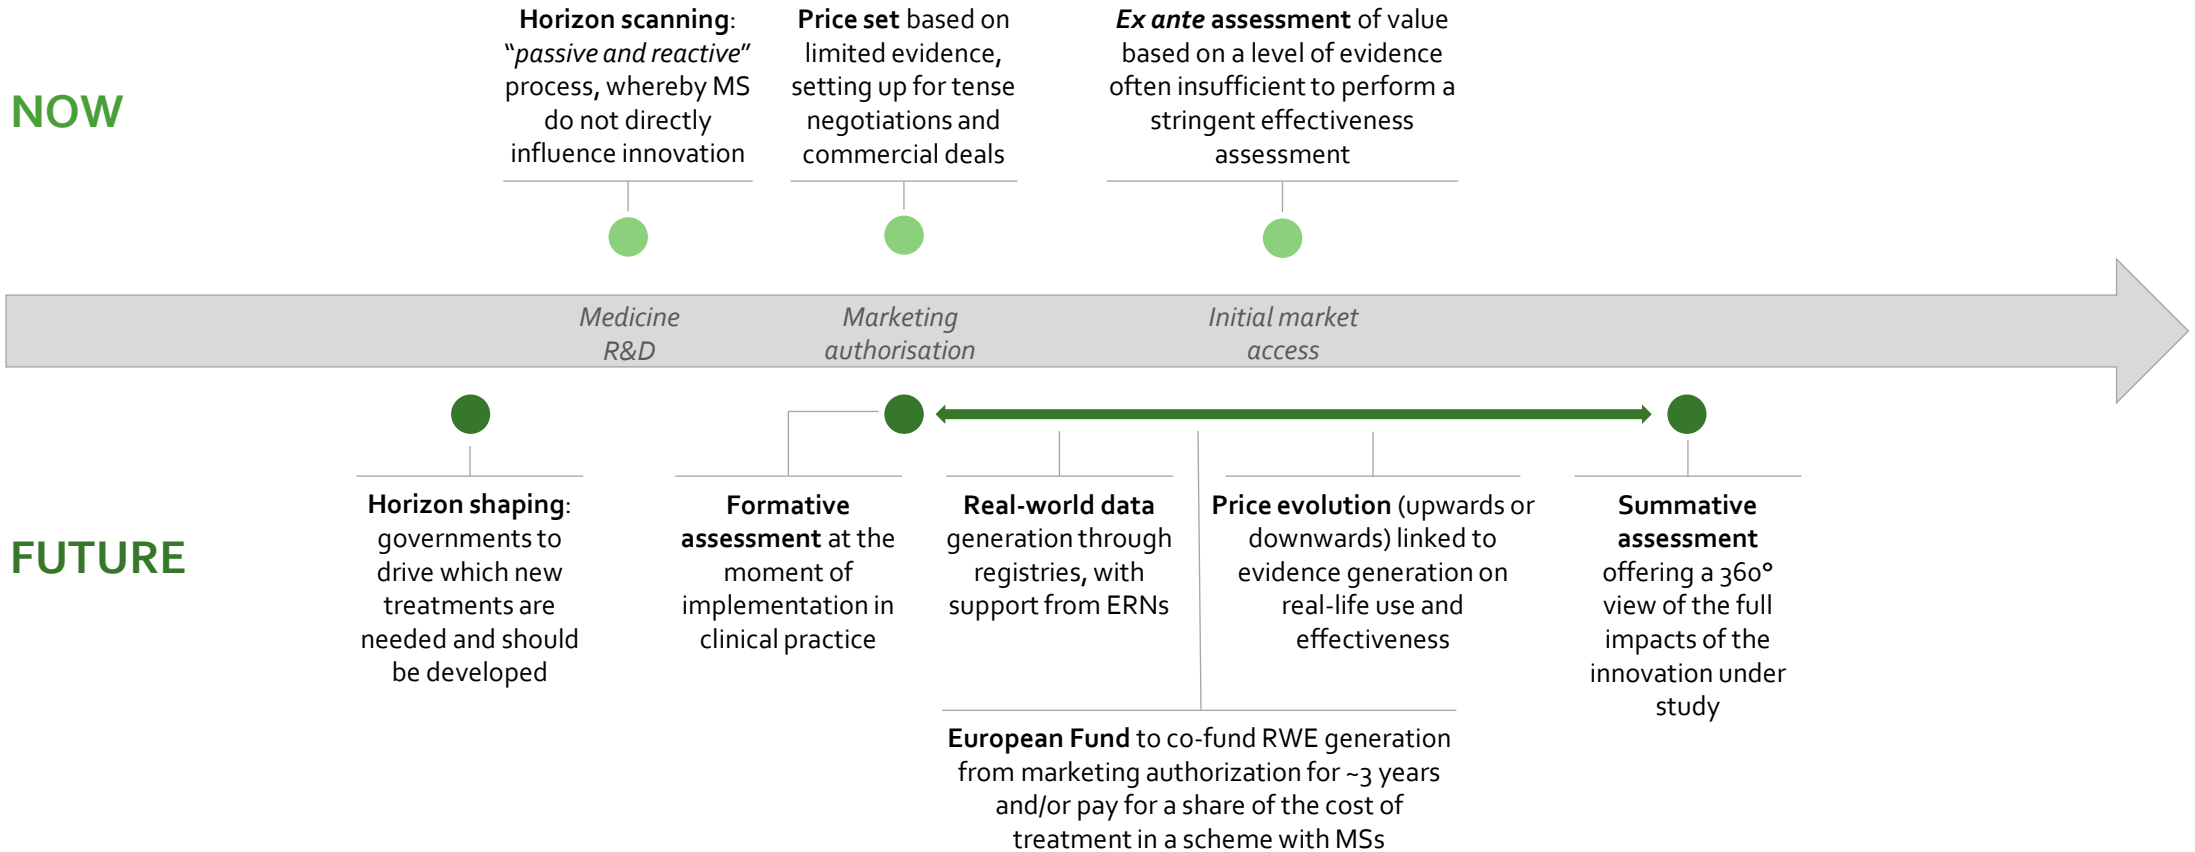 NOW
Horizon scanning:
“passive and reactive”
process, whereby MS
do not directly
influence innovation
Price set based on
limited evidence,
setting up for tense
negotiations and
commercial deals
Ex ante assessment of value
based on a level of evidence
often insufficient to perform a
stringent effectiveness
assessment
Medicine
R&D
Marketing
authorisation
Initial market
access
FUTURE
Horizon shaping:
governments to
drive which new
treatments are
needed and should
be developed
Formative
assessment at the
moment of
implementation in
clinical practice
Real-world data
generation through
registries, with
support from ERNs
Price evolution (upwards or
downwards) linked to
evidence generation on
real-life use and
effectiveness
Summative
assessment
offering a 360°
view of the full
impacts of the
innovation under
study
European Fund to co-fund RWE generation
from marketing authorization for ~3 years
and/or pay for a share of the cost of
treatment in a scheme with MSs